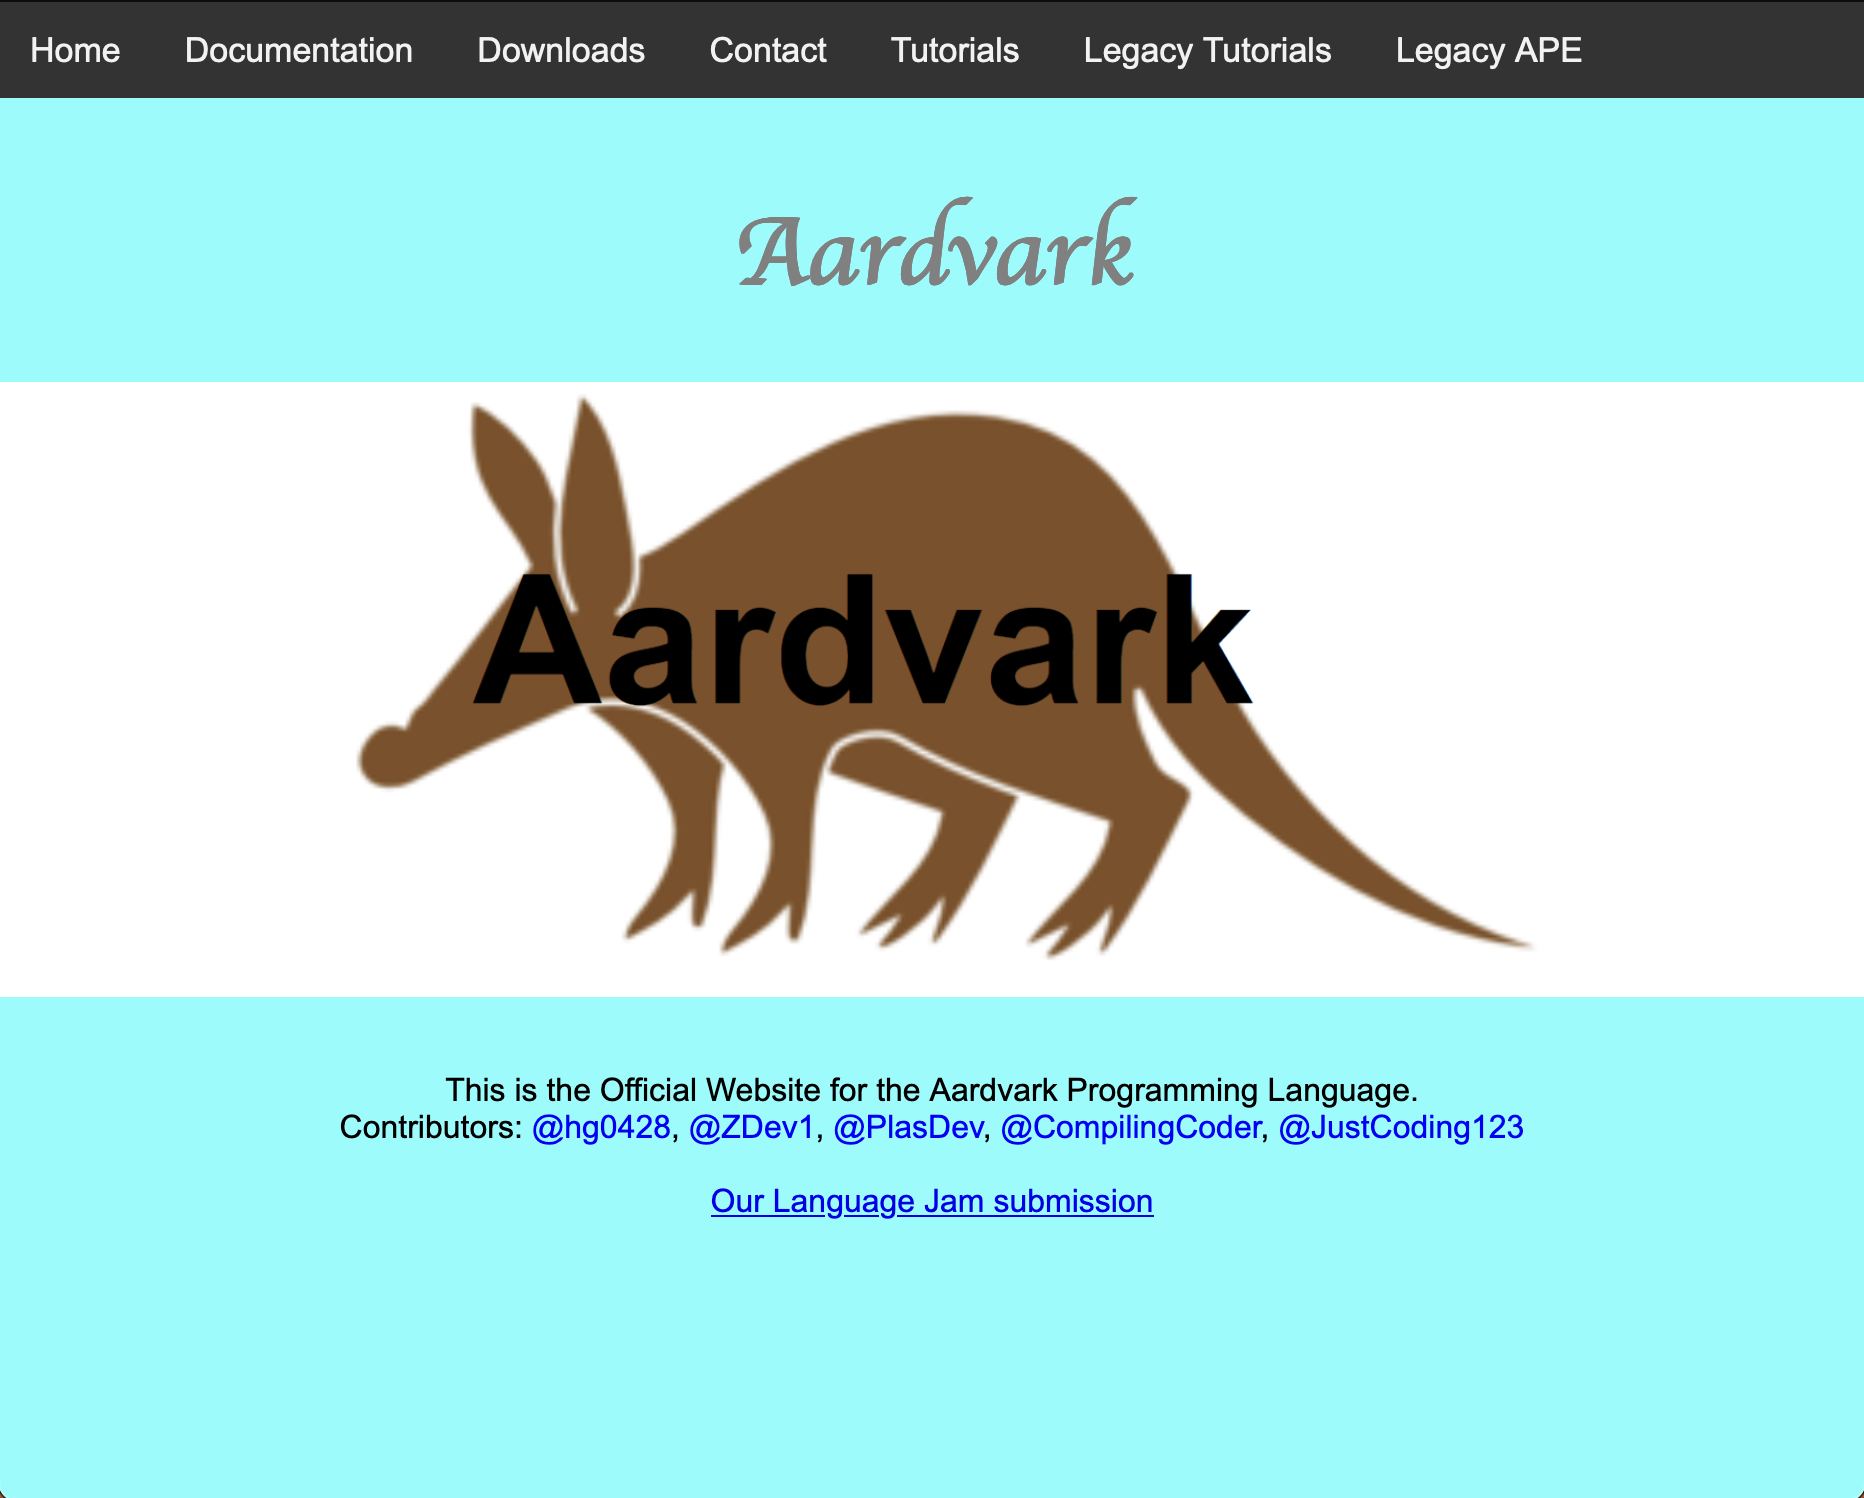 Home Documentation Downloads Contact Tutorials Legacy Tutorials Legacy APE
Aardvark
Aardvark
This is the Official Website for the Aardvark Programming Language.
Contributors: @hg0428, @ZDev1, @PlasDev, @CompilingCoder, @JustCoding123
Our Language Jam submission